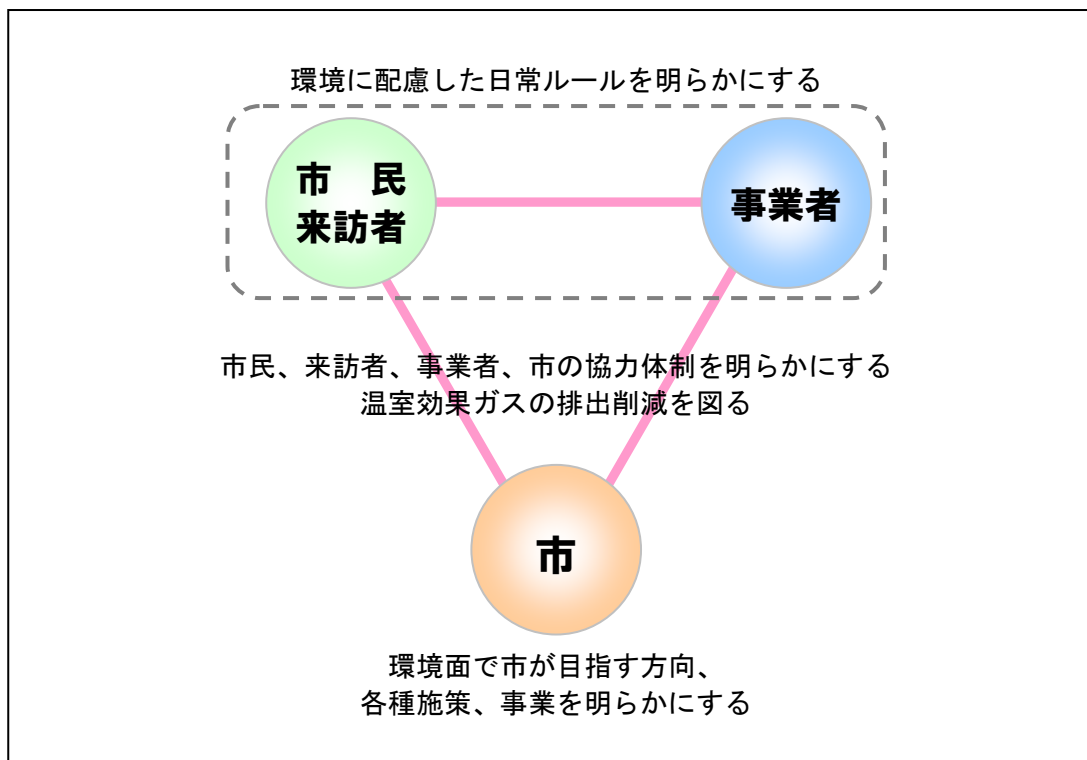 環境に配慮した日常ルールを明らかにする
市　民
来訪者
事業者
市民、来訪者、事業者、市の協力体制を明らかにする
温室効果ガスの排出削減を図る
市
環境面で市が目指す方向、
各種施策、事業を明らかにする